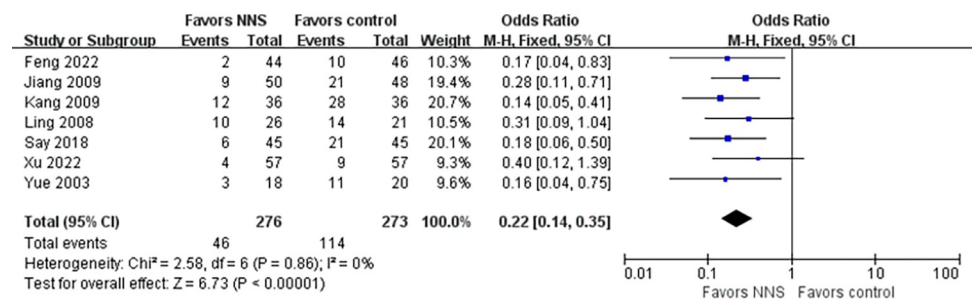 Favors NNS Favors control Odds Ratio Odds Ratio
Study or Subgroup Events Total Events Total Weight M-H, Fixed, 95% CI M-H, Fixed, 95% CI
Feng 2022 2 44 10 46 10.3% 0.17 [0.04, 0.83]
Jiang 2009 9 50 21 48 19.4% 0.28 [0.11, 0.71]
Kang 2009 12 36 28 36 20.7% 0.14 [0.05, 0.41]
Ling 2008 10 26 14 21 10.5% 0.31 [0.09, 1.04]
Say 2018 6 45 21 45 20.1% 0.18 [0.06, 0.50]
Xu 2022 4 57 9 57 9.3% 0.40 [0.12, 1.39]
Yue 2003 3 18 11 20 9.6% 0.16 [0.04, 0.75]
Total (95% CI) 276 273 100.0% 0.22 [0.14, 0.35]
Total events 46 114
Heterogeneity: Chi² = 2.58, df = 6 (P = 0.86); I² = 0%
Test for overall effect: Z = 6.73 (P < 0.00001)
0.01 0.1 1 10 100
Favors NNS Favors control